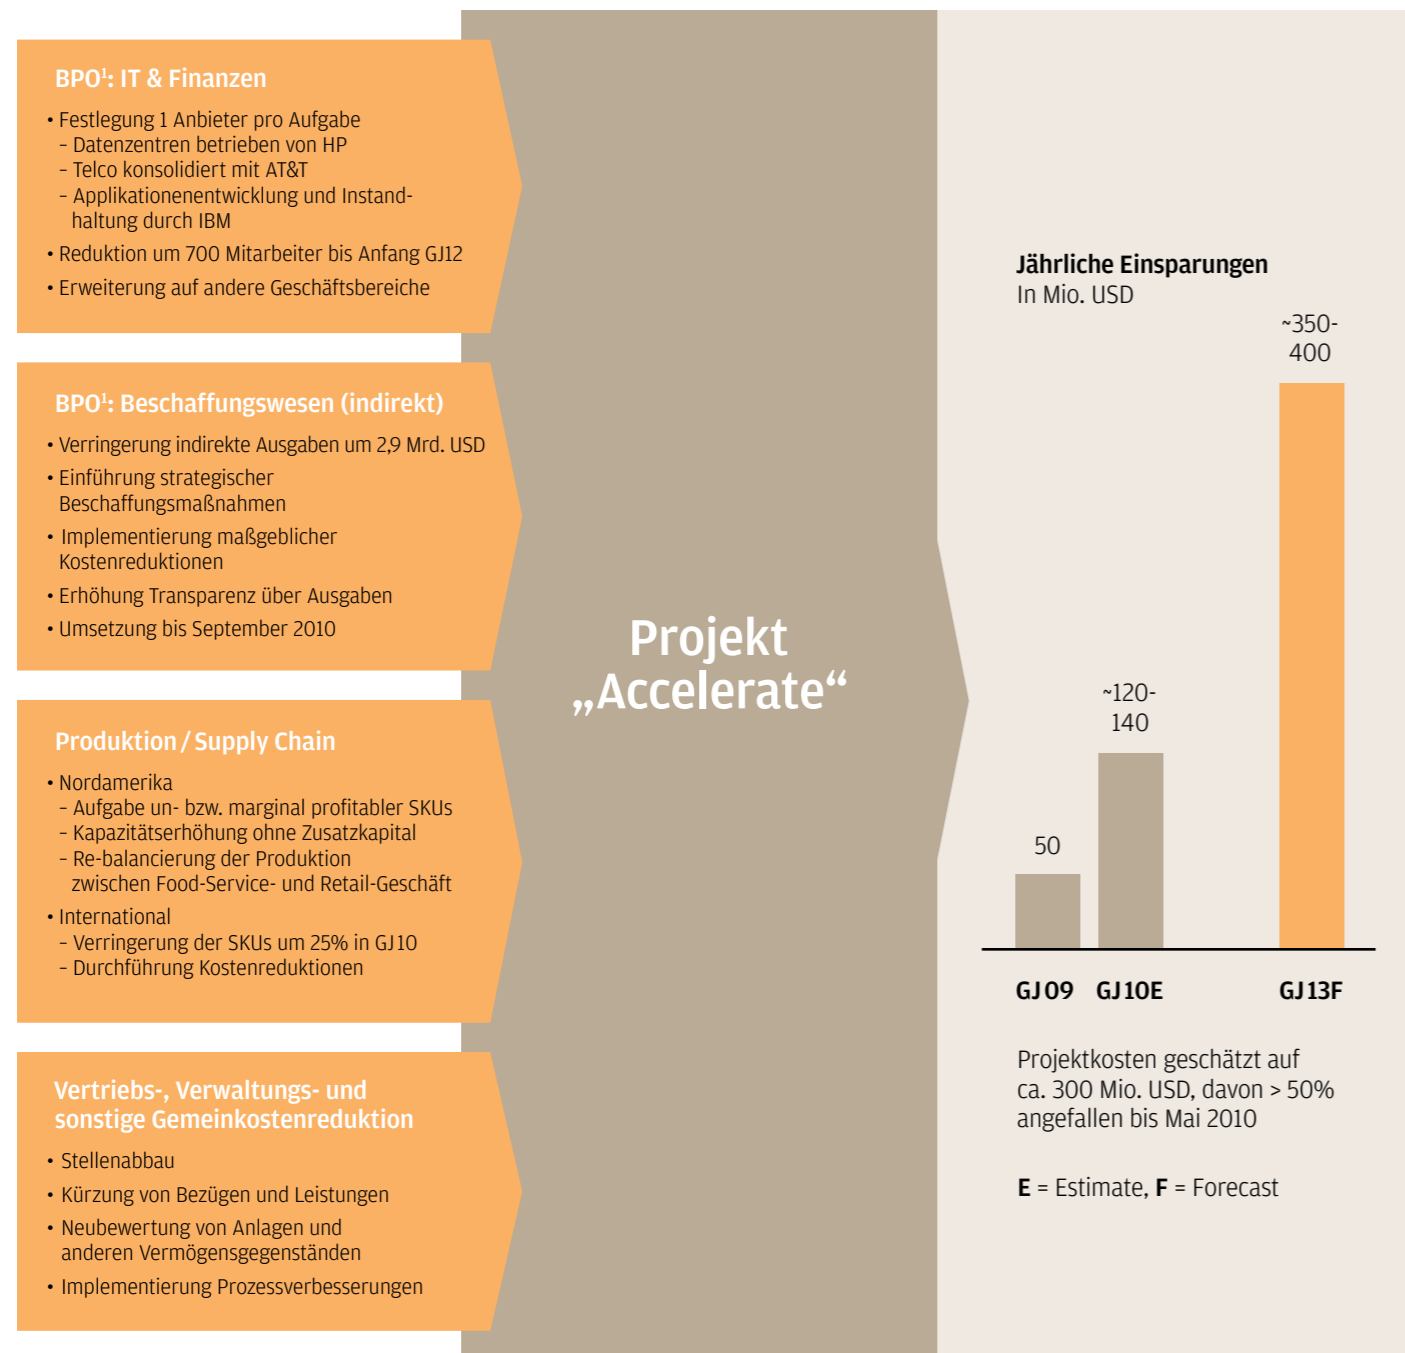 BPO¹: IT & Finanzen
• Festlegung 1 Anbieter pro Aufgabe
– Datenzentren betrieben von HP
– Telco konsolidiert mit AT&T
– Applikationenentwicklung und Instand-
haltung durch IBM
• Reduktion um 700 Mitarbeiter bis Anfang GJ12
• Erweiterung auf andere Geschäftsbereiche
BPO¹: Beschaffungswesen (indirekt)
• Verringerung indirekte Ausgaben um 2,9 Mrd. USD
• Einführung strategischer
Beschaffungsmaßnahmen
• Implementierung maßgeblicher
Kostenreduktionen
• Erhöhung Transparenz über Ausgaben
• Umsetzung bis September 2010
Produktion / Supply Chain
• Nordamerika
– Aufgabe un- bzw. marginal profitabler SKUs
– Kapazitätserhöhung ohne Zusatzkapital
– Re-balancierung der Produktion
zwischen Food-Service- und Retail-Geschäft
• International
– Verringerung der SKUs um 25% in GJ10
– Durchführung Kostenreduktionen
Vertriebs-, Verwaltungs- und
sonstige Gemeinkostenreduktion
• Stellenabbau
• Kürzung von Bezügen und Leistungen
• Neubewertung von Anlagen und
anderen Vermögensgegenständen
• Implementierung Prozessverbesserungen
Projekt
„Accelerate“
Jährliche Einsparungen
In Mio. USD
50
~120-
140
~350-
400
GJ09 GJ10E GJ13F
Projektkosten geschätzt auf
ca. 300 Mio. USD, davon > 50%
angefallen bis Mai 2010
E = Estimate, F = Forecast